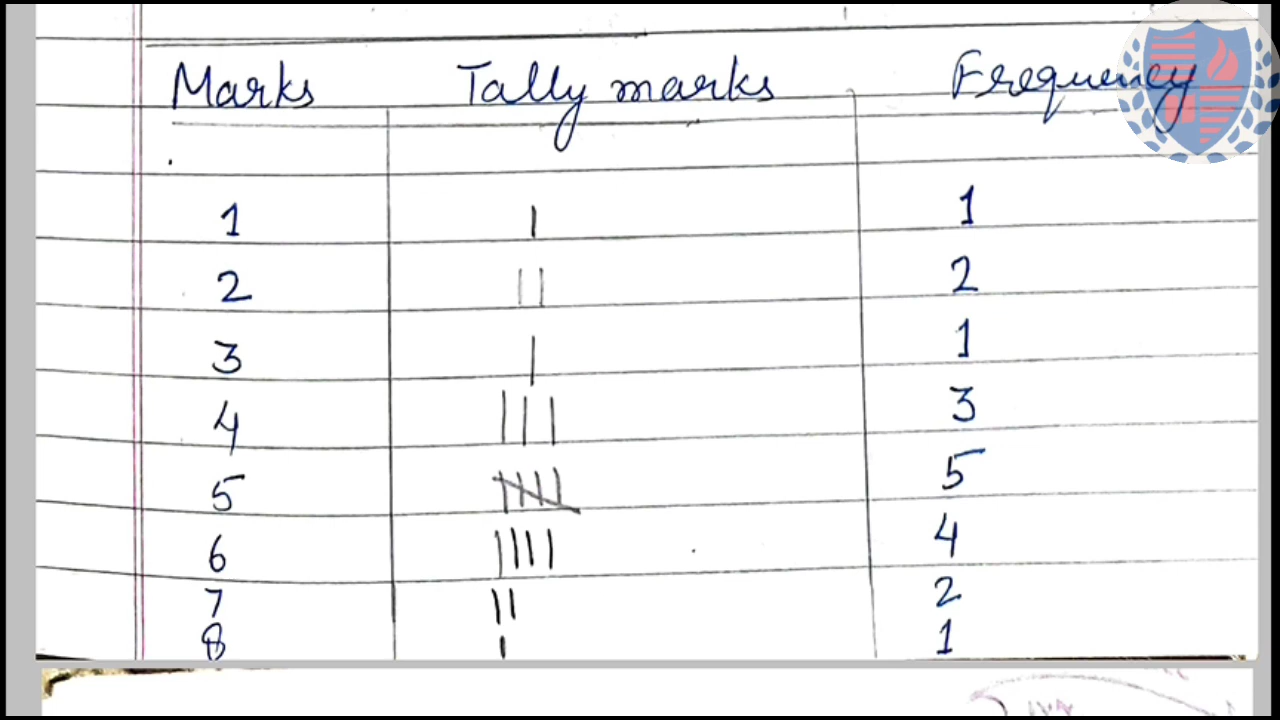 Marks Tally marks Frequency
1 | 1
2 || 2
3 | 1
4 ||| 3
5 𝍸 5
6 |||| 4
7 || 2
8 | 1